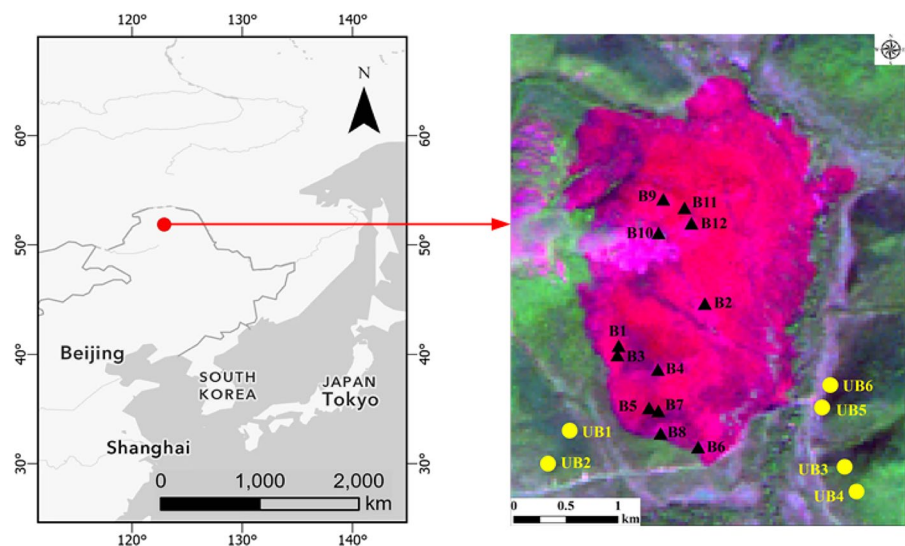 120° 130° 140°
N
60°
60°
50°
50°
40°
40°
30°
30°
Beijing
SOUTH
KOREA
JAPAN
Tokyo
Shanghai
0 1,000 2,000
km
120° 130° 140°
B9
B11
B12
B10
B2
B1
B3
B4
B5
B7
B8
B6
UB1
UB2
UB6
UB5
UB3
UB4
0 0.5 1
km